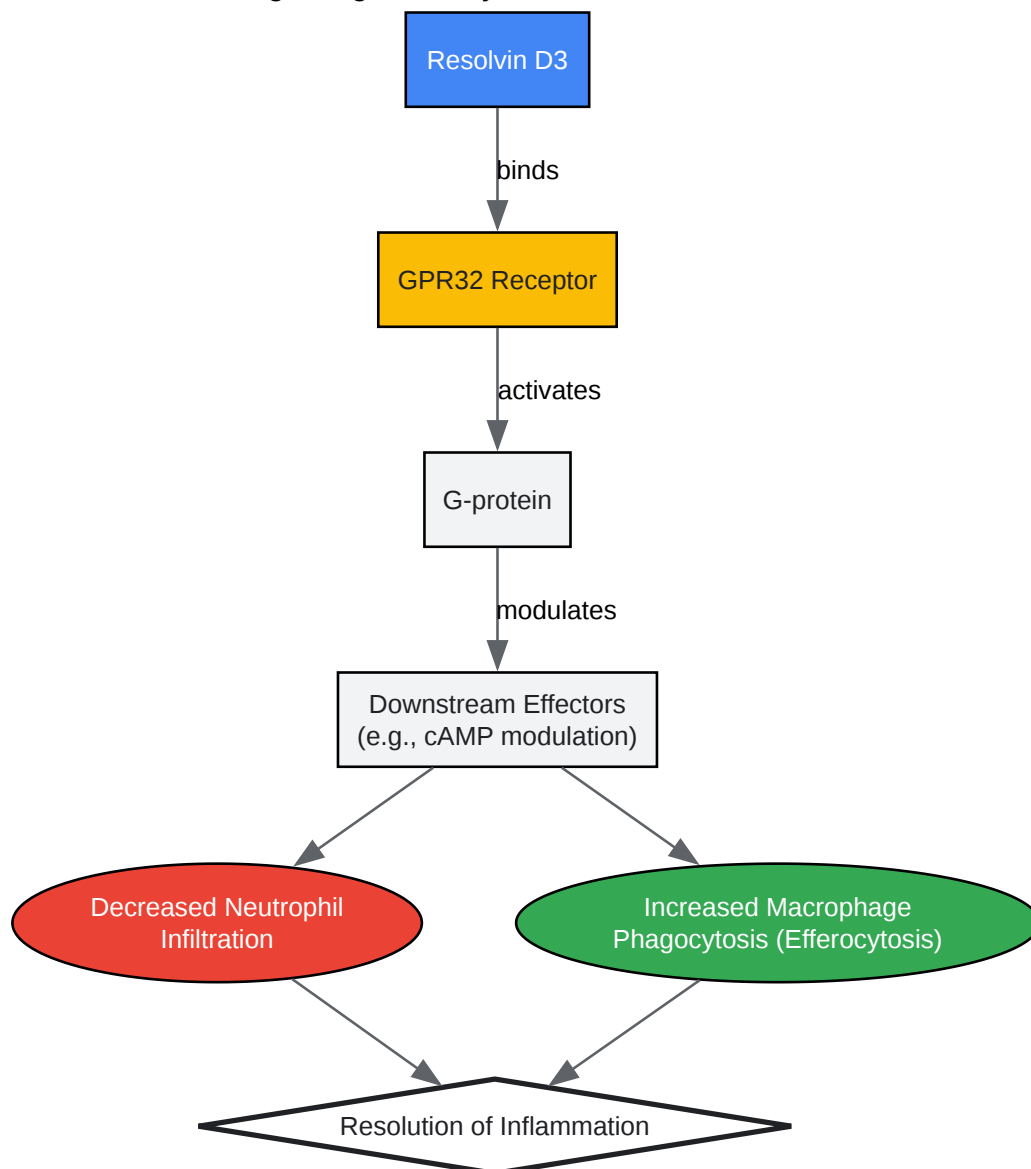 Resolvin D3
binds
GPR32 Receptor
activates
G-protein
modulates
Downstream Effectors
(e.g., cAMP modulation)
Decreased Neutrophil
Infiltration
Increased Macrophage
Phagocytosis (Efferocytosis)
Resolution of Inflammation